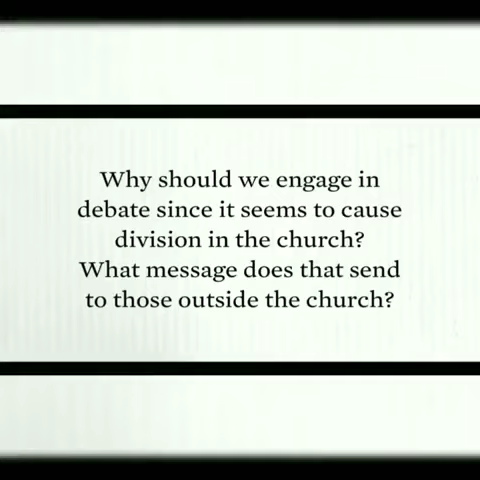 Why should we engage in
debate since it seems to cause
division in the church?
What message does that send
to those outside the church?